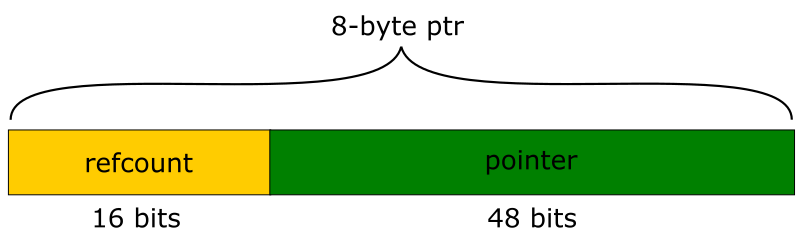 8-byte ptr
refcount
pointer
16 bits
48 bits